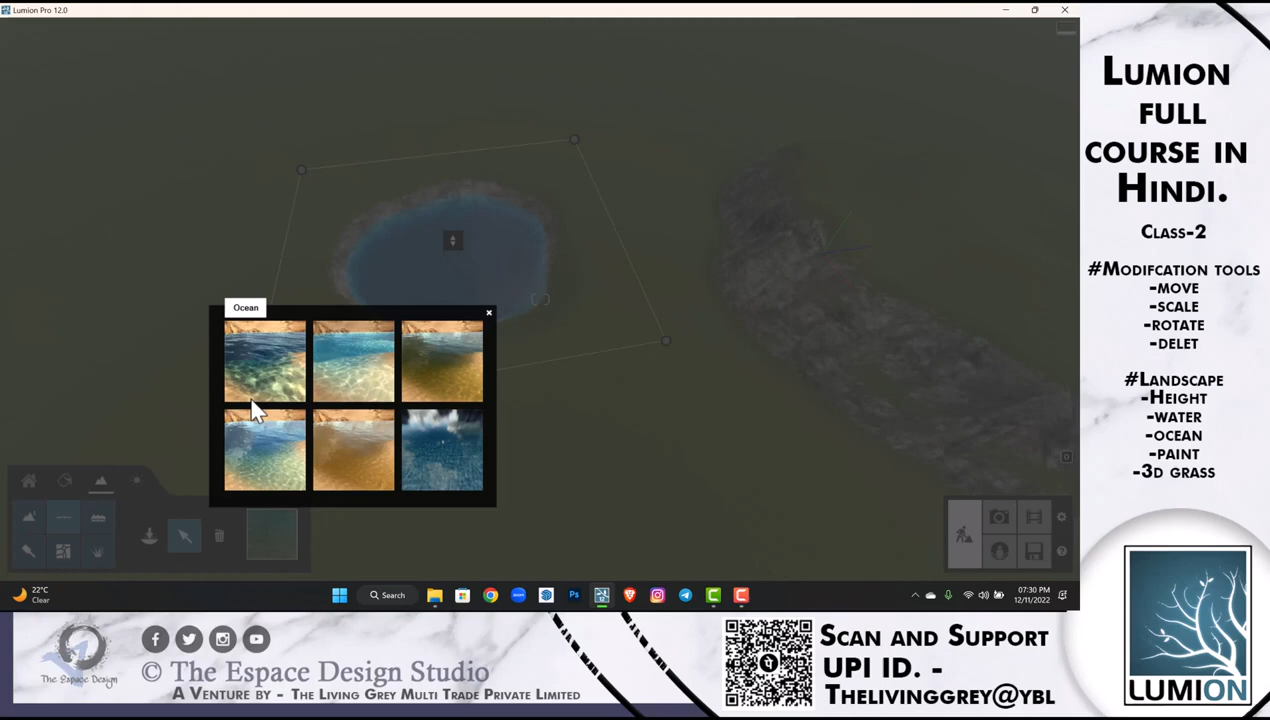 Lumion Pro 12.0
Ocean
22°C
Clear
Search
07:30 PM
12/11/2022
LUMION
FULL
COURSE IN
HINDI.
CLASS-2
#MODIFCATION TOOLS
-MOVE
-SCALE
-ROTATE
-DELET
#LANDSCAPE
-HEIGHT
-WATER
-OCEAN
-PAINT
-3D GRASS
The Espace Design
© The Espace Design Studio
A VENTURE BY - THE LIVING GREY MULTI TRADE PRIVATE LIMITED
SCAN AND SUPPORT
UPI ID. -
THELIVINGGREY@YBL
LUMION